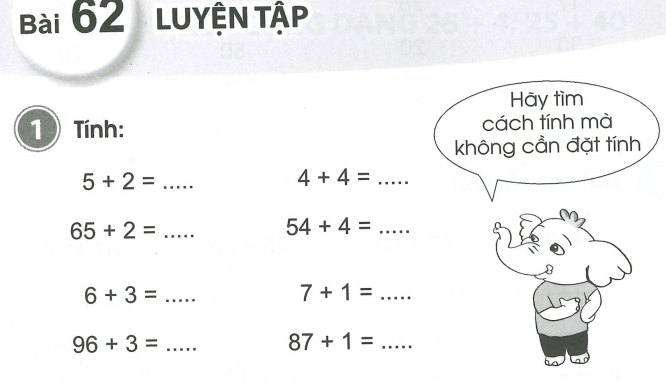 Bài 62 LUYỆN TẬP
1 Tính:
Hãy tìm
cách tính mà
không cần đặt tính
5 + 2 = ..... 4 + 4 = .....
65 + 2 = ..... 54 + 4 = .....
6 + 3 = ..... 7 + 1 = .....
96 + 3 = ..... 87 + 1 = .....